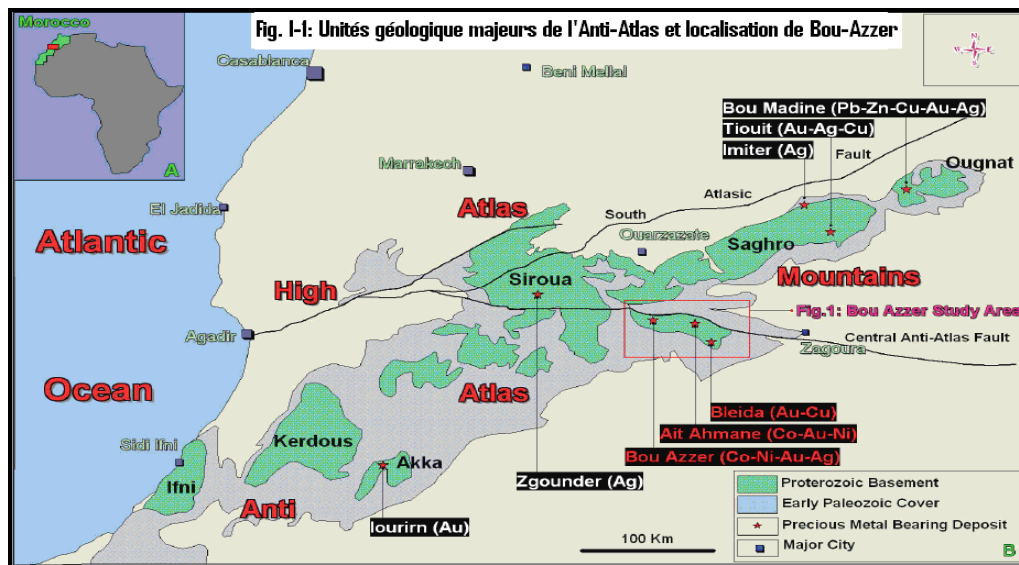 Morocco
A
Fig. I-1: Unités géologique majeurs de l'Anti-Atlas et localisation de Bou-Azzer
Casablanca
Beni Mellal
N
W
E
S
Bou Madine (Pb-Zn-Cu-Au-Ag)
Tiouit (Au-Ag-Cu)
Imiter (Ag)
Fault
Ougnat
Marrakech
El Jadida
Atlas
South
Atlasic
Ouarzazate
Atlantic
Saghro
Siroua
Mountains
High
Fig.1: Bou Azzer Study Area
Agadir
Central Anti-Atlas Fault
Zagoura
Ocean
Atlas
Bleida (Au-Cu)
Ait Ahmane (Co-Au-Ni)
Bou Azzer (Co-Ni-Au-Ag)
Sidi Ifni
Kerdous
Akka
Zgounder (Ag)
Ifni
Anti
Iourirn (Au)
Proterozoic Basement
Early Paleozoic Cover
Precious Metal Bearing Deposit
Major City
100 Km
B